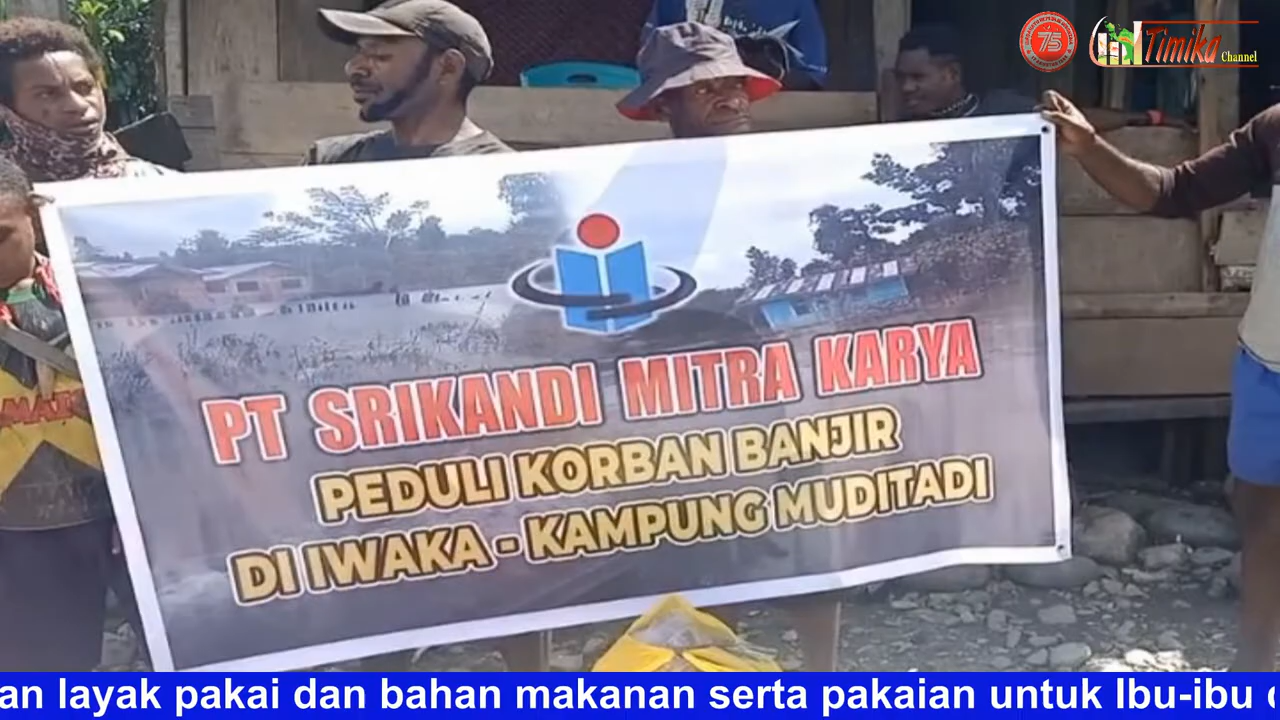 Timika
Channel
75
PT SRIKANDI MITRA KARYA
PEDULI KORBAN BANJIR
DI IWAKA - KAMPUNG MUDITADI
an layak pakai dan bahan makanan serta pakaian untuk Ibu-ibu